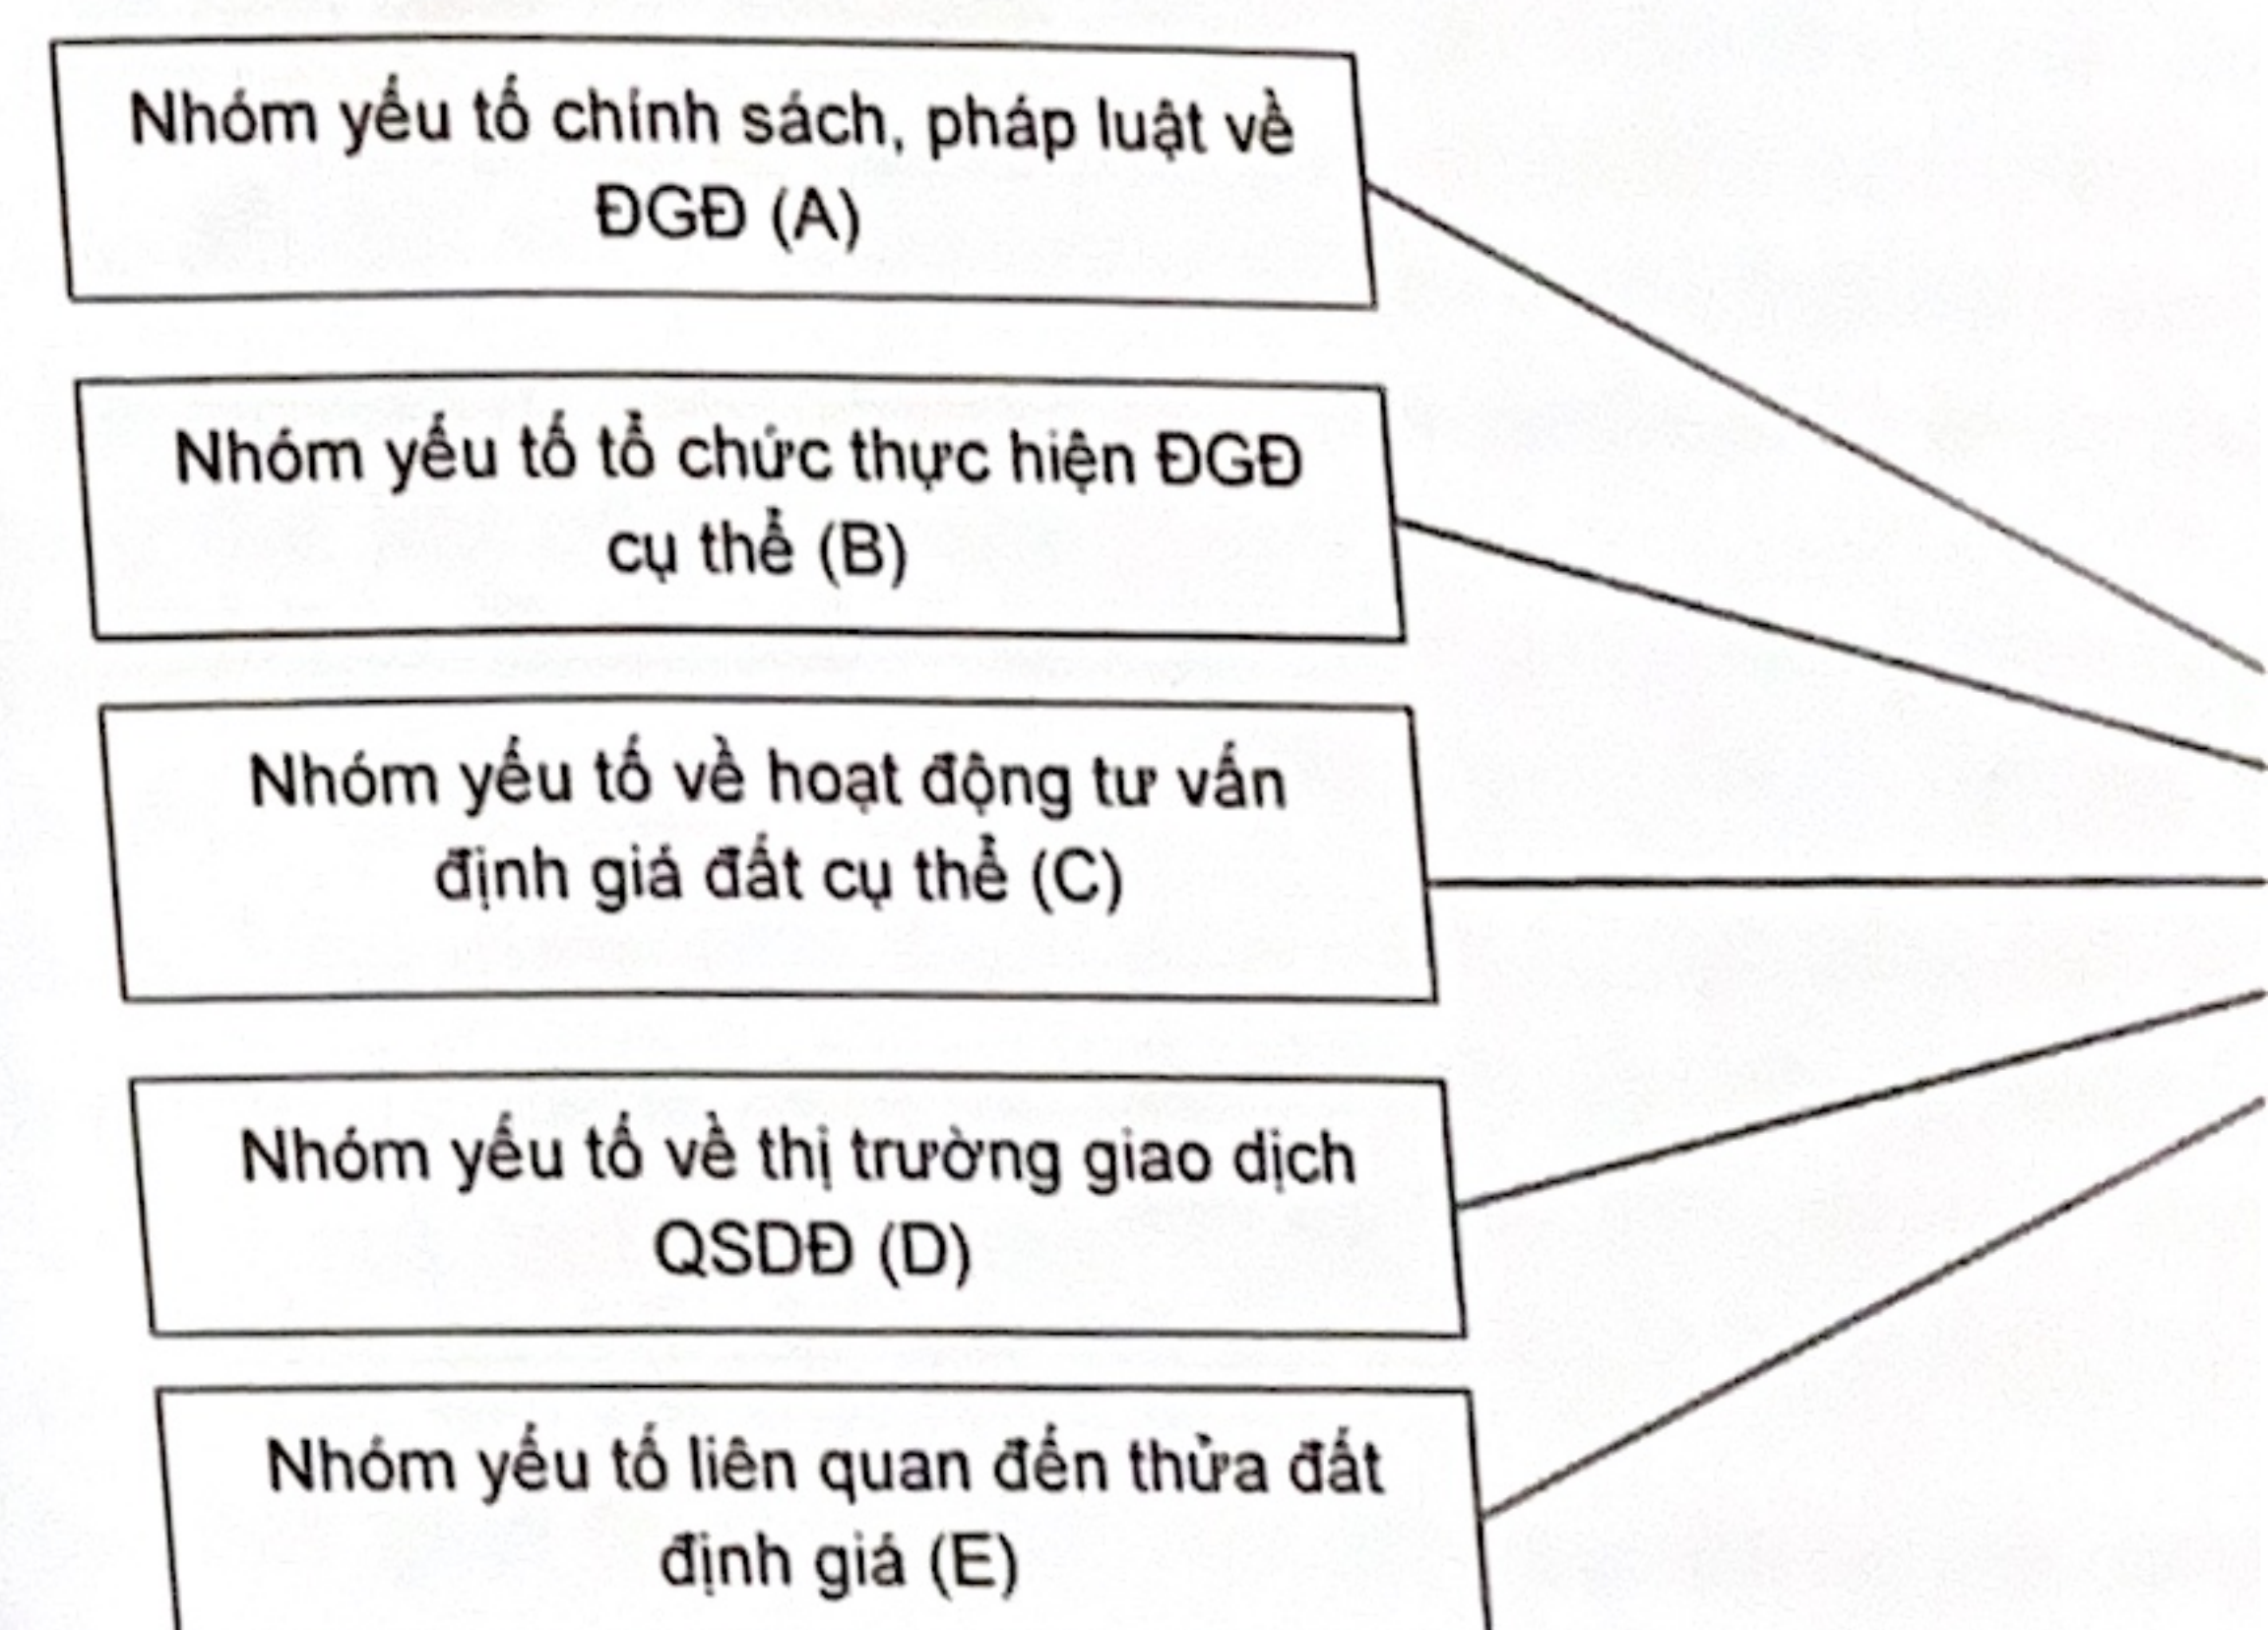 Nhóm yếu tố chính sách, pháp luật về
ĐGĐ (A)
Nhóm yếu tố tổ chức thực hiện ĐGĐ
cụ thể (B)
Nhóm yếu tố về hoạt động tư vấn
định giá đất cụ thể (C)
Nhóm yếu tố về thị trường giao dịch
QSDĐ (D)
Nhóm yếu tố liên quan đến thửa đất
định giá (E)